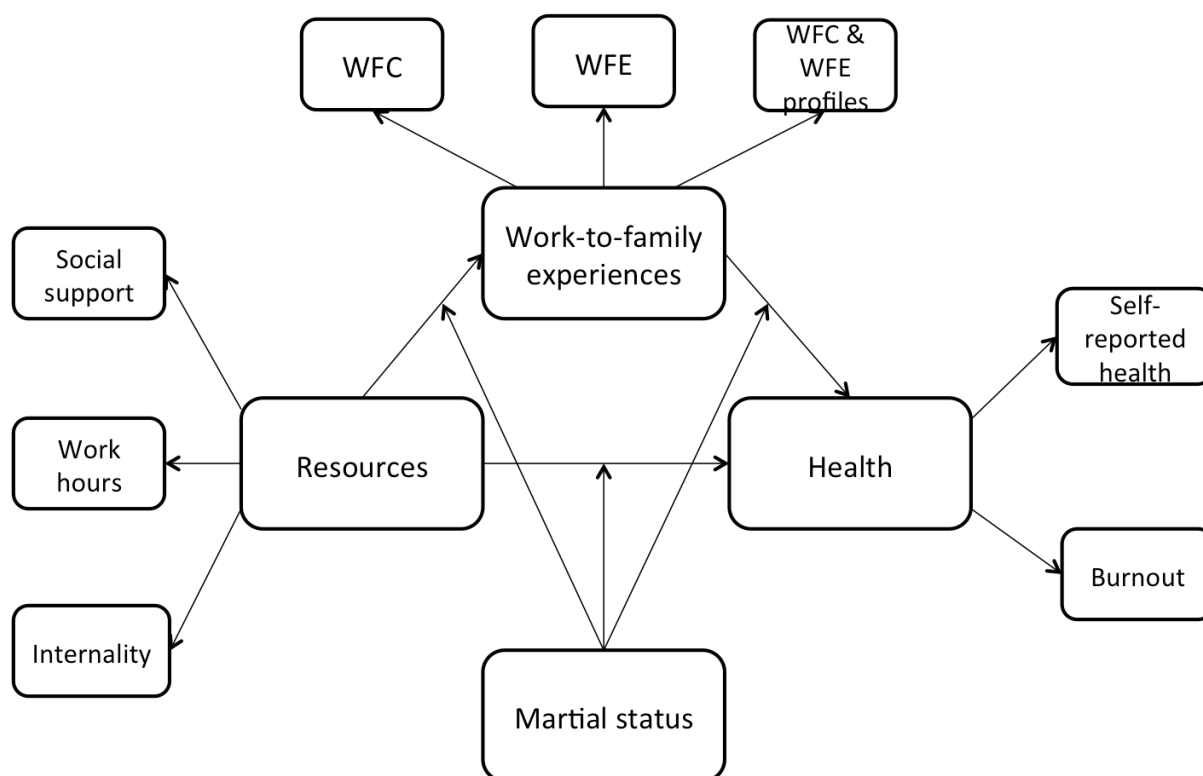 WFC
WFE
WFC &
WFE
profiles
Work-to-family
experiences
Social
support
Self-
reported
health
Work
hours
Resources
Health
Burnout
Internality
Martial status